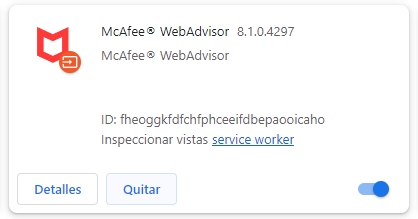 McAfee® WebAdvisor 8.1.0.4297
McAfee® WebAdvisor
ID: fheoggkfdfchfphceeifdbepaooicaho
Inspeccionar vistas service worker
Detalles Quitar